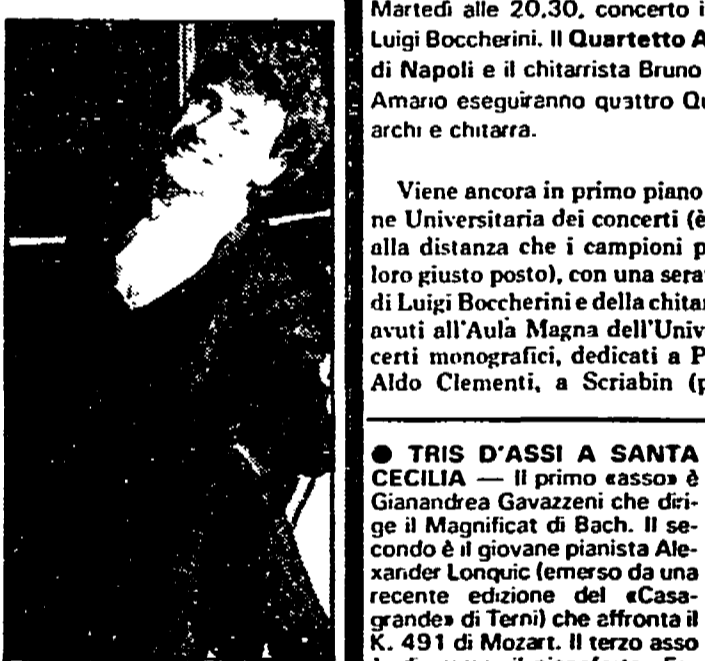 Martedì alle 20,30, concerto i
Luigi Boccherini. Il Quartetto A
di Napoli e il chitarrista Bruno
Amario eseguiranno quattro Qu
archi e chitarra.
Viene ancora in primo piano
ne Universitaria dei concerti (è
alla distanza che i campioni p
loro giusto posto), con una sera
di Luigi Boccherini e della chitar
avuti all'Aula Magna dell'Univ
certi monografici, dedicati a P
Aldo Clementi, a Scriabin (p
● TRIS D'ASSI A SANTA
CECILIA — Il primo «asso» è
Gianandrea Gavazzeni che diri-
ge il Magnificat di Bach. Il se-
condo è il giovane pianista Ale-
xander Lonquic (emerso da una
recente edizione del «Casa-
grande» di Terni) che affronta il
K. 491 di Mozart. Il terzo asso